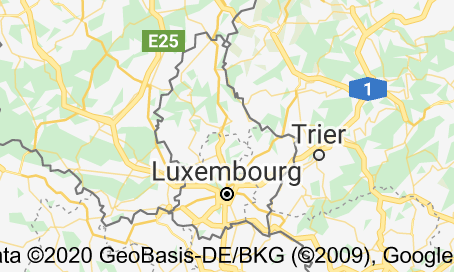 E25
1
Trier
Luxembourg
ata ©2020 GeoBasis-DE/BKG (©2009), Google